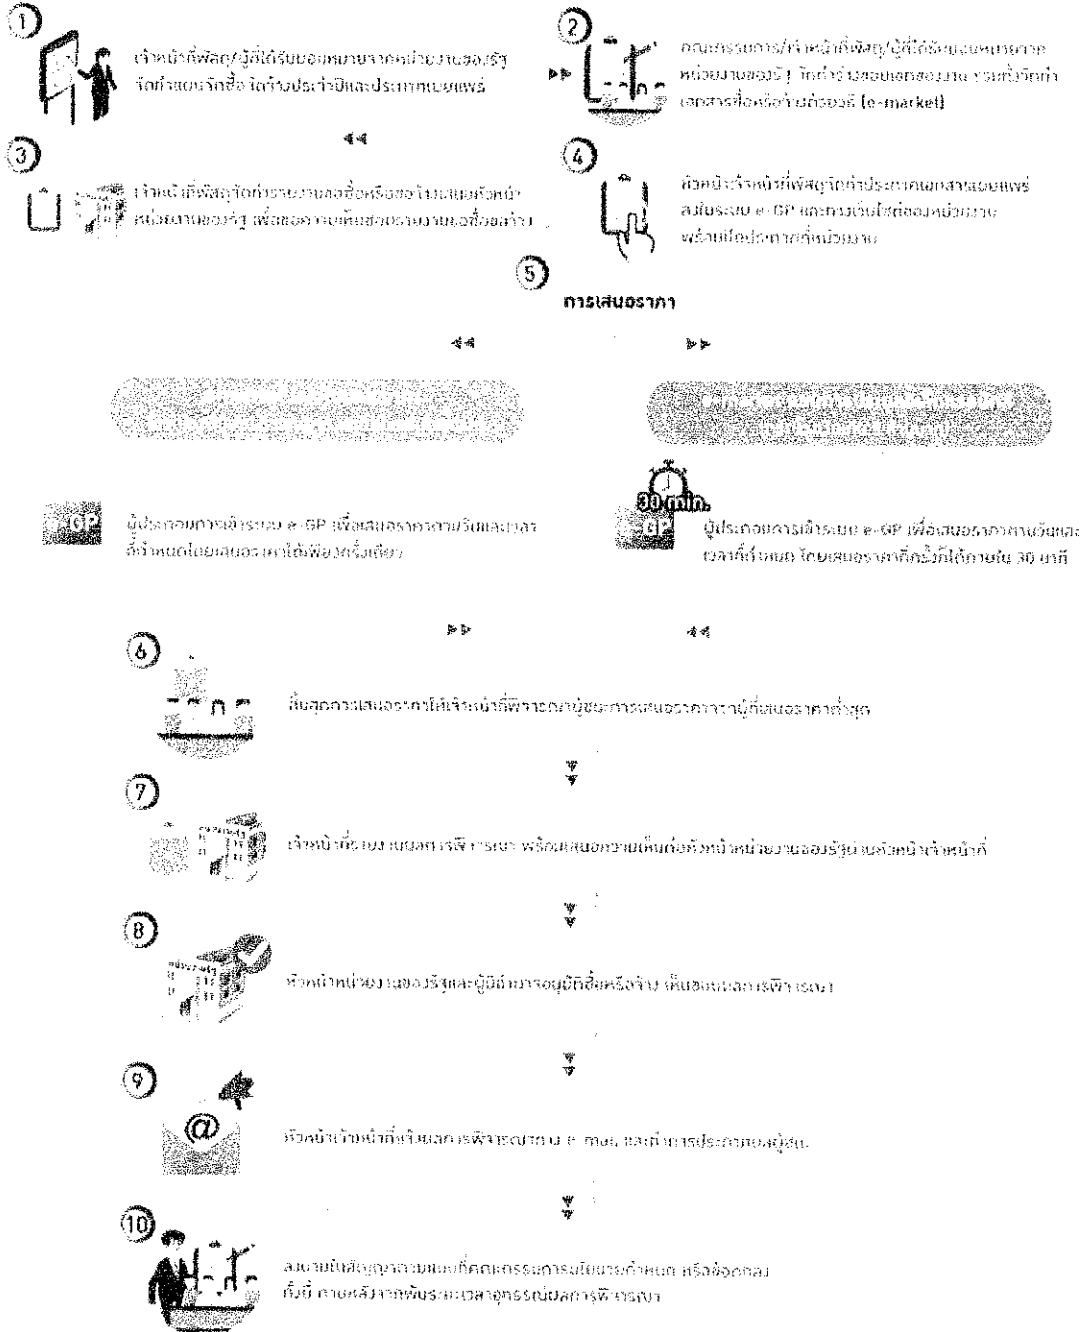 1
เจ้าหน้าที่พัสดุ/ผู้ที่ได้รับมอบหมายจากหน่วยงานของรัฐ
จัดทำแผนจัดซื้อจัดจ้างประจำปีและประกาศเผยแพร่
2
คณะกรรมการ/เจ้าหน้าที่พัสดุ/ผู้ที่ได้รับมอบหมายจาก
หน่วยงานของรัฐ จัดทำร่างขอบเขตของงาน รวมทั้งจัดทำ
เอกสารซื้อหรือจ้างด้วยวิธี (e-market)
3
เจ้าหน้าที่พัสดุจัดทำรายงานขอซื้อหรือขอจ้างเสนอหัวหน้า
หน่วยงานของรัฐ เพื่อขอความเห็นชอบรายงานขอซื้อขอจ้าง
4
หัวหน้าเจ้าหน้าที่พัสดุจัดทำประกาศเอกสารเผยแพร่
ลงในระบบ e-GP และทางเว็บไซต์ของหน่วยงาน
พร้อมปิดประกาศที่หน่วยงาน
5
การเสนอราคา
30 min.
e-GP
ผู้ประกอบการเข้าระบบ e-GP เพื่อเสนอราคาตามวันและเวลา
ที่กำหนดโดยเสนอราคาได้เพียงครั้งเดียว
GP
ผู้ประกอบการเข้าระบบ e-GP เพื่อเสนอราคาตามวันและ
เวลาที่กำหนด โดยเสนอราคากี่ครั้งก็ได้ภายใน 30 นาที
6
สิ้นสุดการเสนอราคาให้เจ้าหน้าที่พิจารณาผู้ชนะการเสนอราคาจากผู้ที่เสนอราคาต่ำสุด
7
เจ้าหน้าที่รายงานผลการพิจารณา พร้อมเสนอความเห็นต่อหัวหน้าหน่วยงานของรัฐผ่านหัวหน้าเจ้าหน้าที่
8
หัวหน้าหน่วยงานของรัฐและผู้มีอำนาจอนุมัติสั่งซื้อหรือจ้าง เห็นชอบผลการพิจารณา
9
@
หัวหน้าเจ้าหน้าที่แจ้งผลการพิจารณาทาง e-mail และทำการประกาศผลผู้ชนะ
10
ลงนามในสัญญาตามแบบที่คณะกรรมการนโยบายกำหนด หรือข้อตกลง
ทั้งนี้ ภายหลังจากพ้นระยะเวลาอุทธรณ์ผลการพิจารณา